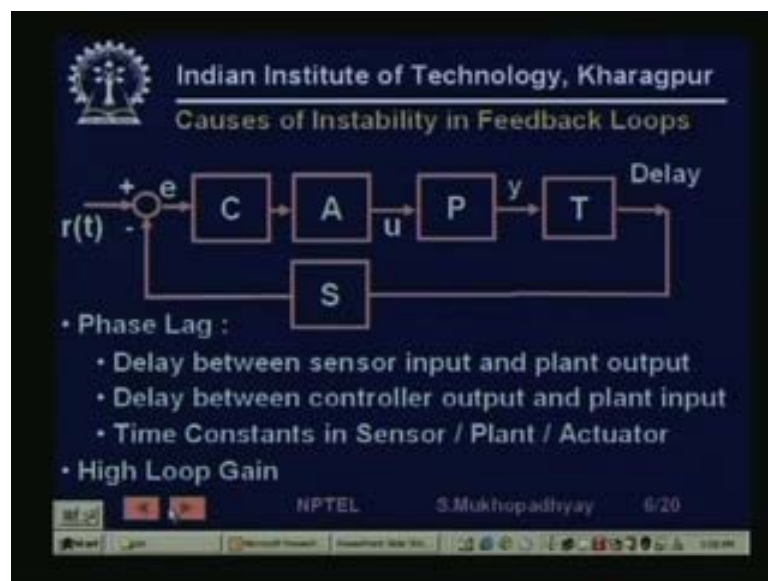 Indian Institute of Technology, Kharagpur
Causes of Instability in Feedback Loops
Delay
+ e C A P y T
r(t) - u
S
• Phase Lag :
• Delay between sensor input and plant output
• Delay between controller output and plant input
• Time Constants in Sensor / Plant / Actuator
• High Loop Gain
NPTEL S.Mukhopadhyay 6/20